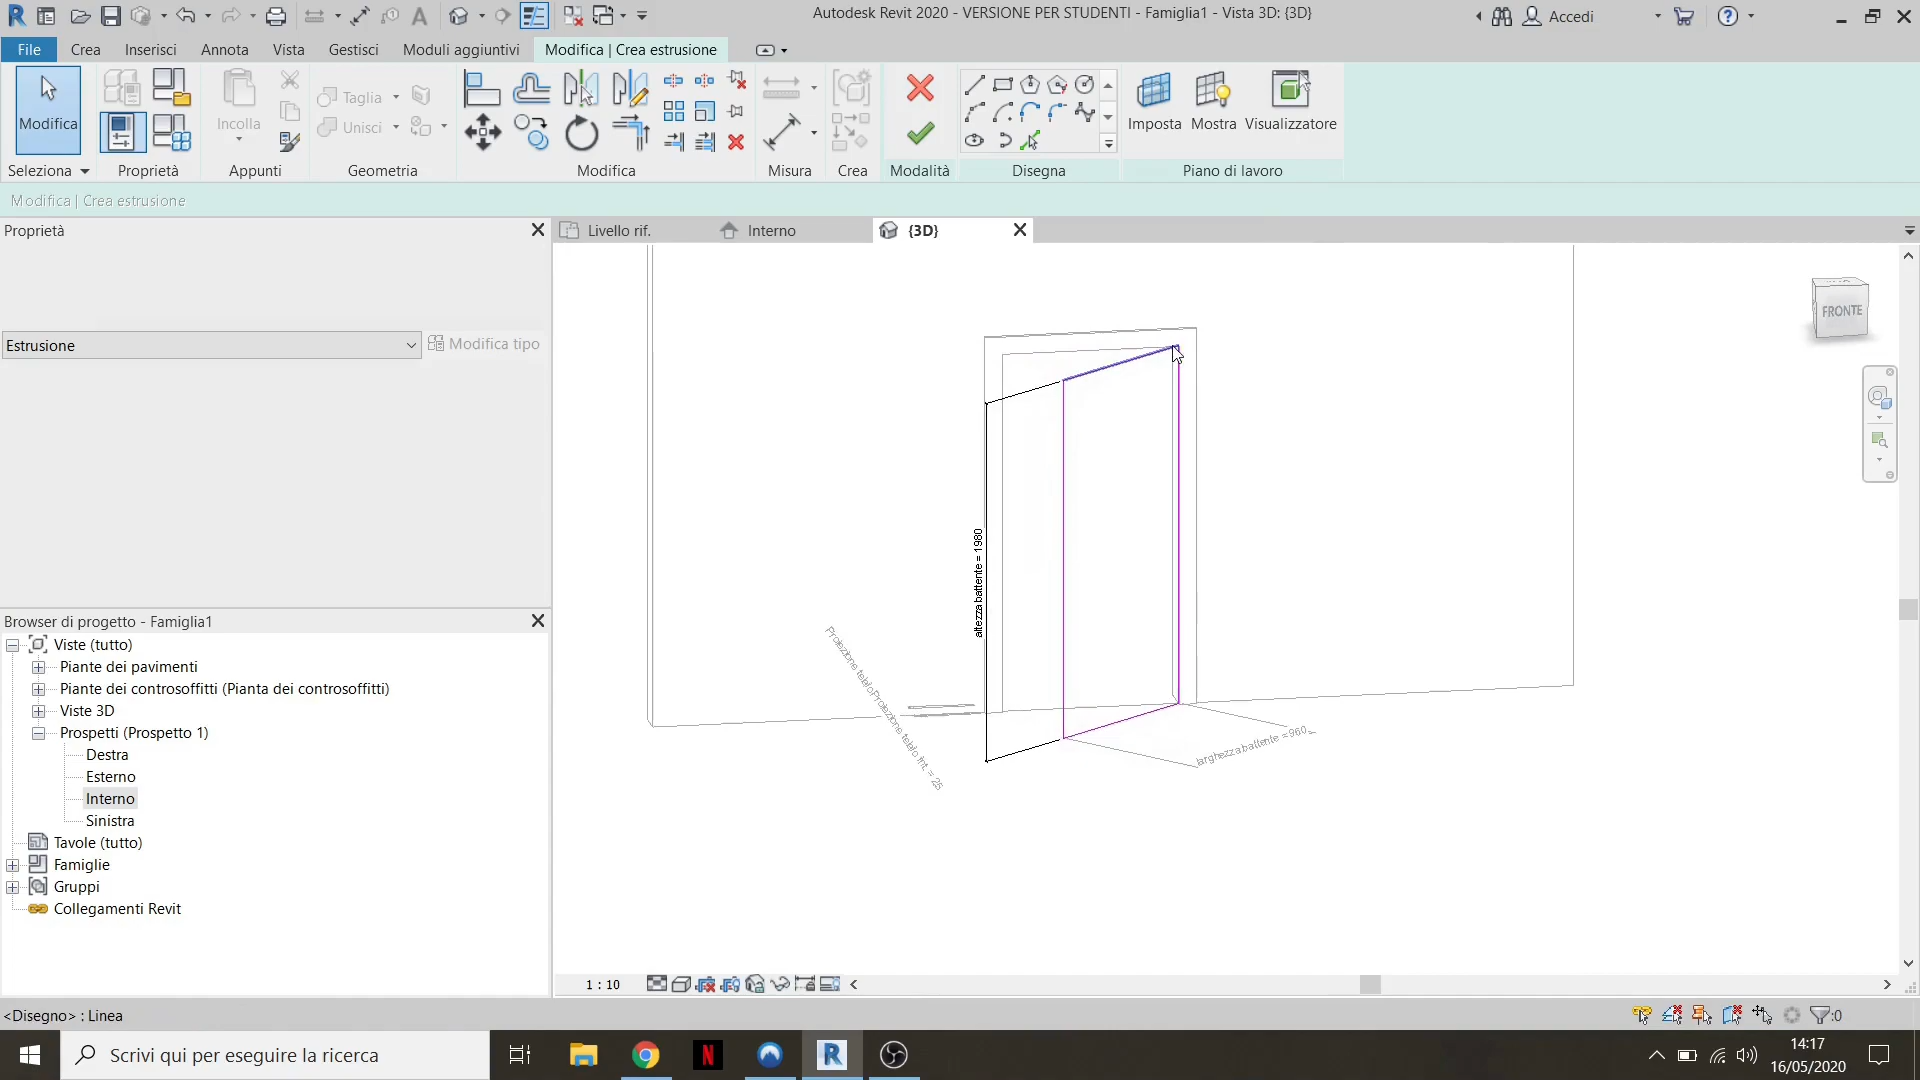 Autodesk Revit 2020 - VERSIONE PER STUDENTI - Famiglia1 - Vista 3D: {3D}
Accedi
File
Crea
Inserisci
Annota
Vista
Gestisci
Moduli aggiuntivi
Modifica | Crea estrusione
Modifica
Incolla
Taglia
Unisci
Imposta
Mostra
Visualizzatore
Seleziona
Proprietà
Appunti
Geometria
Modifica
Misura
Crea
Modalità
Disegna
Piano di lavoro
Modifica | Crea estrusione
Proprietà
Estrusione
Modifica tipo
Livello rif.
Interno
{3D}
FRONTE
altezza battente = 1980
larghezza battente = 960
Browser di progetto - Famiglia1
Viste (tutto)
Piante dei pavimenti
Piante dei controsoffitti (Pianta dei controsoffitti)
Viste 3D
Prospetti (Prospetto 1)
Destra
Esterno
Interno
Sinistra
Tavole (tutto)
Famiglie
Gruppi
Collegamenti Revit
1 : 10
<Disegno> : Linea
:0
Scrivi qui per eseguire la ricerca
14:17
16/05/2020